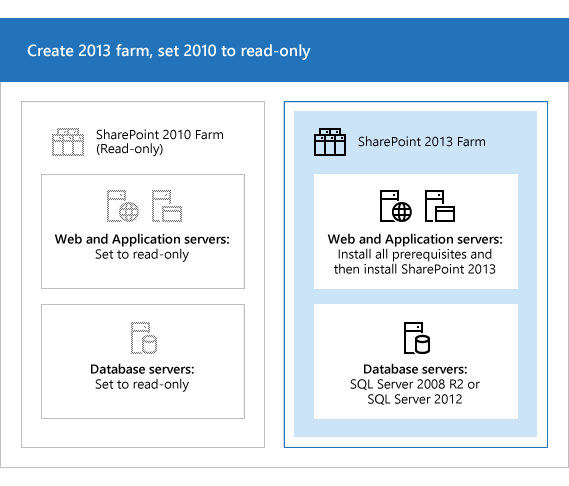 Create 2013 farm, set 2010 to read-only
SharePoint 2010 Farm
(Read-only)
Web and Application servers:
Set to read-only
Database servers:
Set to read-only
SharePoint 2013 Farm
Web and Application servers:
Install all prerequisites and
then install SharePoint 2013
Database servers:
SQL Server 2008 R2 or
SQL Server 2012